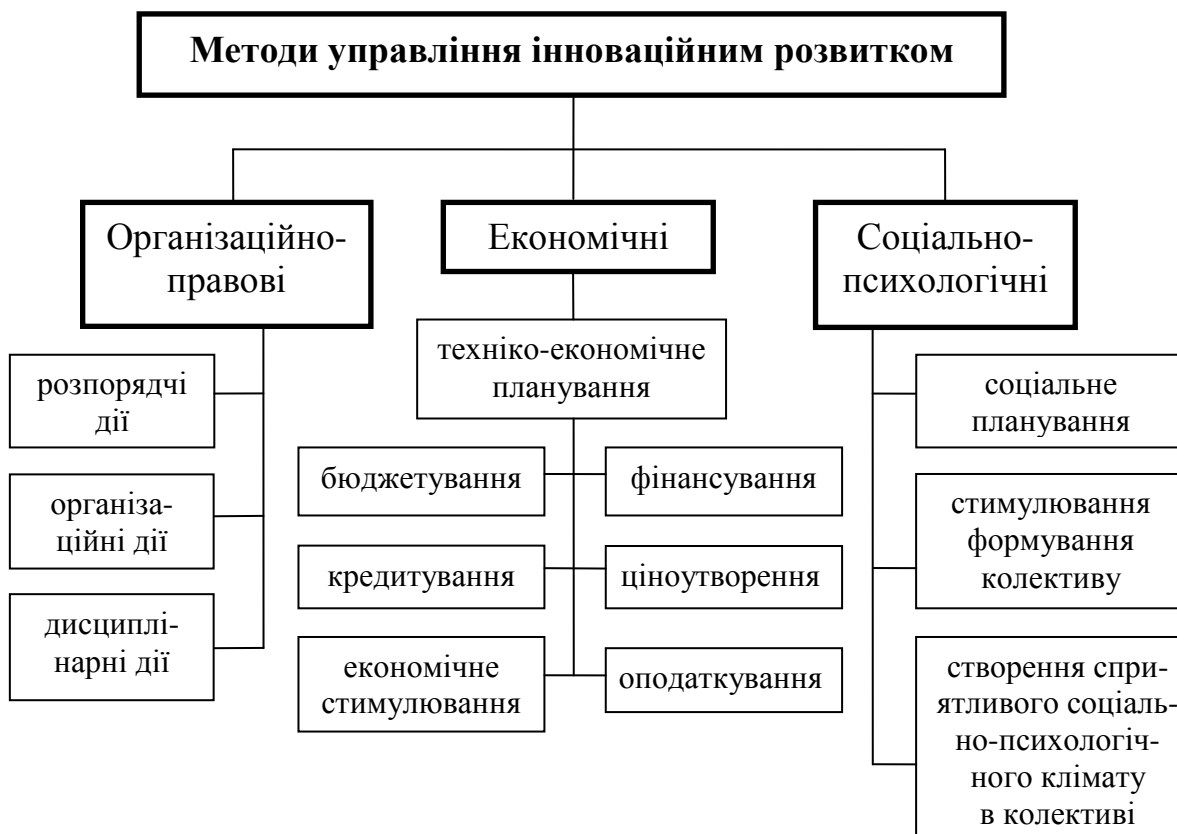 Методи управління інноваційним розвитком
Організаційно-
правові
Економічні
Соціально-
психологічні
розпорядчі
дії
організа-
ційні дії
дисциплі-
нарні дії
техніко-економічне
планування
бюджетування
фінансування
кредитування
ціноутворення
економічне
стимулювання
оподаткування
соціальне
планування
стимулювання
формування
колективу
створення спри-
ятливого соціаль-
но-психологіч-
ного клімату
в колективі